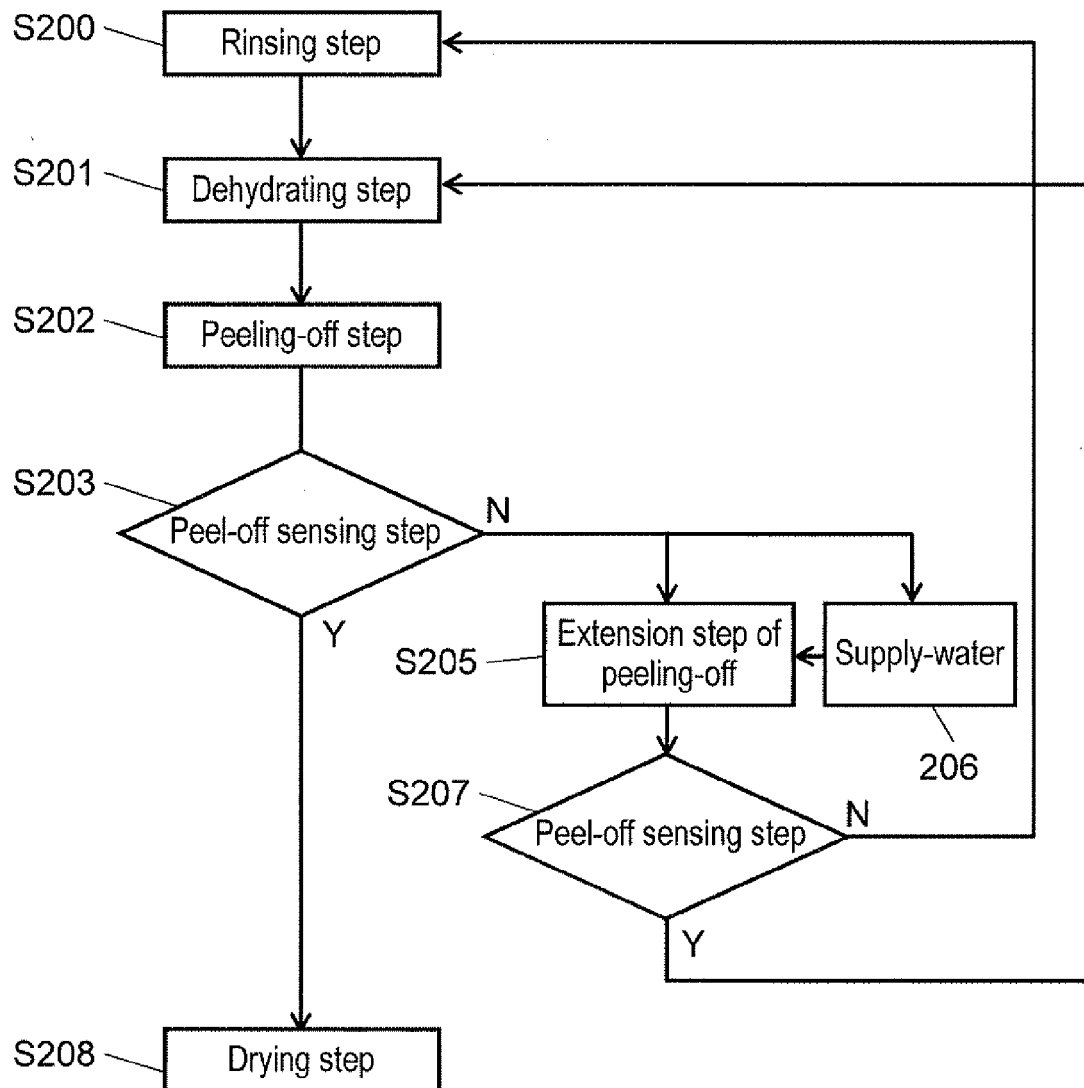 S200
Rinsing step
S201
Dehydrating step
S202
Peeling-off step
S203
Peel-off sensing step
N
Y
S205
Extension step of
peeling-off
Supply-water
206
S207
Peel-off sensing step
N
Y
S208
Drying step